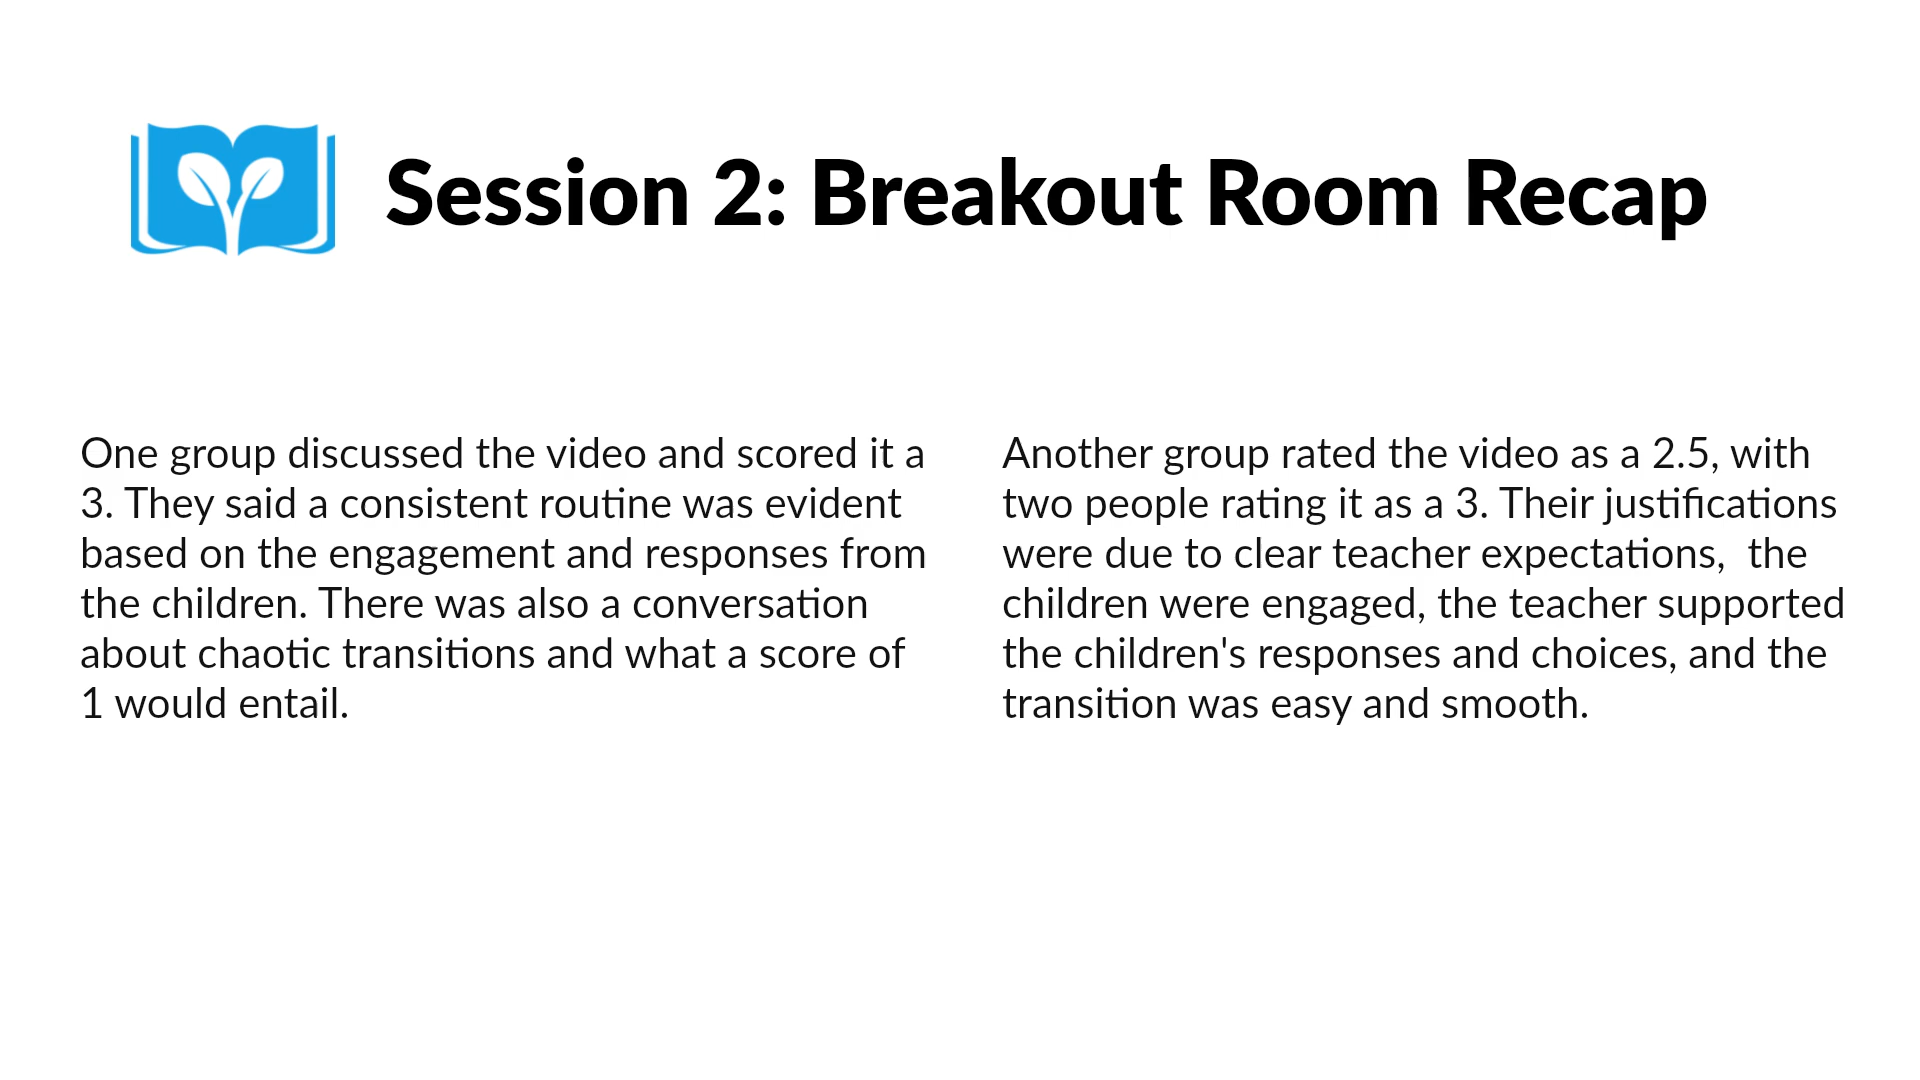 Session 2: Breakout Room Recap
One group discussed the video and scored it a
3. They said a consistent routine was evident
based on the engagement and responses from
the children. There was also a conversation
about chaotic transitions and what a score of
1 would entail.
Another group rated the video as a 2.5, with
two people rating it as a 3. Their justifications
were due to clear teacher expectations,  the
children were engaged, the teacher supported
the children's responses and choices, and the
transition was easy and smooth.